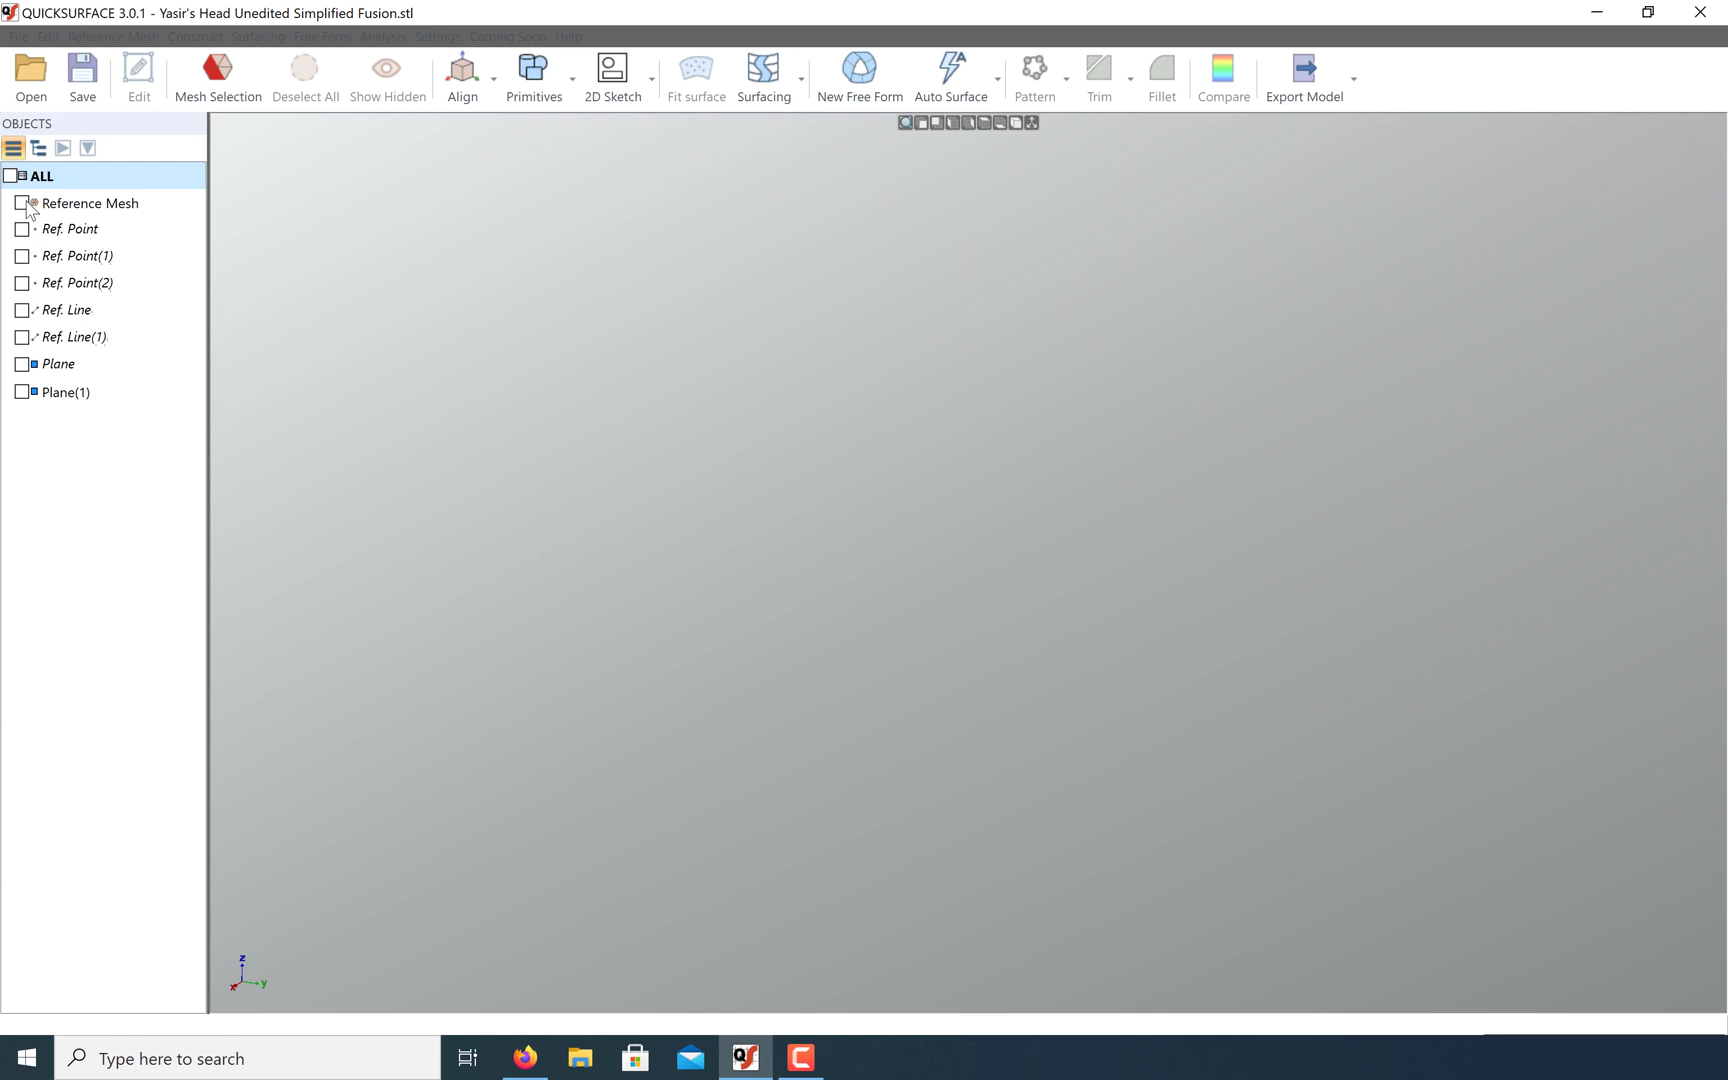 QUICKSURFACE 3.0.1 - Yasir's Head Unedited Simplified Fusion.stl
File Edit Reference Mesh Construct Surfacing Free Form Analysis Settings Coming Soon Help
Open Save Edit Mesh Selection Deselect All Show Hidden Align Primitives 2D Sketch Fit surface Surfacing New Free Form Auto Surface Pattern Trim Fillet Compare Export Model
OBJECTS
ALL
Reference Mesh
Ref. Point
Ref. Point(1)
Ref. Point(2)
Ref. Line
Ref. Line(1)
Plane
Plane(1)
z
x y
Type here to search